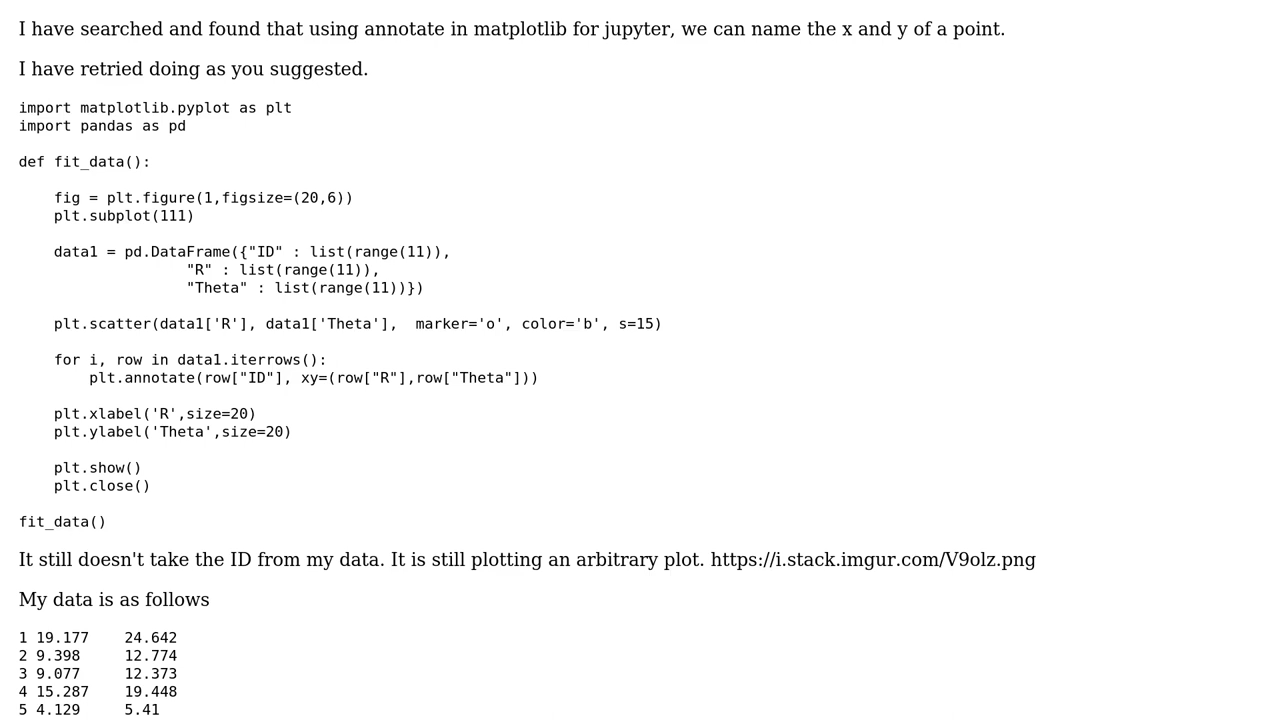 I have searched and found that using annotate in matplotlib for jupyter, we can name the x and y of a point.
I have retried doing as you suggested.
import matplotlib.pyplot as plt
import pandas as pd
def fit_data():
    fig = plt.figure(1,figsize=(20,6))
    plt.subplot(111)
    data1 = pd.DataFrame({"ID" : list(range(11)),
                   "R" : list(range(11)),
                   "Theta" : list(range(11))})
    plt.scatter(data1['R'], data1['Theta'],  marker='o', color='b', s=15)
    for i, row in data1.iterrows():
        plt.annotate(row["ID"], xy=(row["R"],row["Theta"]))
    plt.xlabel('R',size=20)
    plt.ylabel('Theta',size=20)
    plt.show()
    plt.close()
fit_data()
It still doesn't take the ID from my data. It is still plotting an arbitrary plot. https://i.stack.imgur.com/V9olz.png
My data is as follows
1 19.177    24.642
2 9.398     12.774
3 9.077     12.373
4 15.287    19.448
5 4.129     5.41